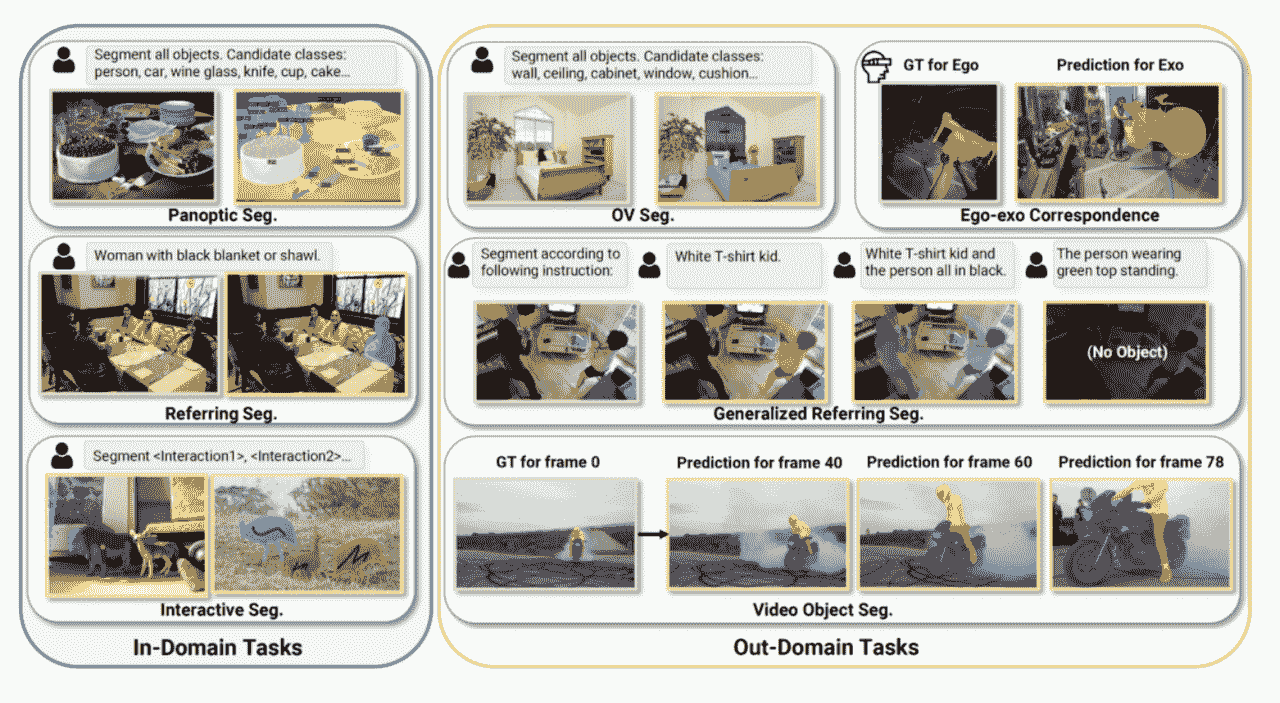 Segment all objects. Candidate classes:
person, car, wine glass, knife, cup, cake...
Panoptic Seg.
Woman with black blanket or shawl.
Referring Seg.
Segment <Interaction1>, <Interaction2>...
Interactive Seg.
In-Domain Tasks
Segment all objects. Candidate classes:
wall, ceiling, cabinet, window, cushion...
OV Seg.
GT for Ego
Prediction for Exo
Ego-exo Correspondence
Segment according to
following instruction:
White T-shirt kid.
White T-shirt kid and
the person all in black.
The person wearing
green top standing.
(No Object)
Generalized Referring Seg.
GT for frame 0
Prediction for frame 40
Prediction for frame 60
Prediction for frame 78
Video Object Seg.
Out-Domain Tasks